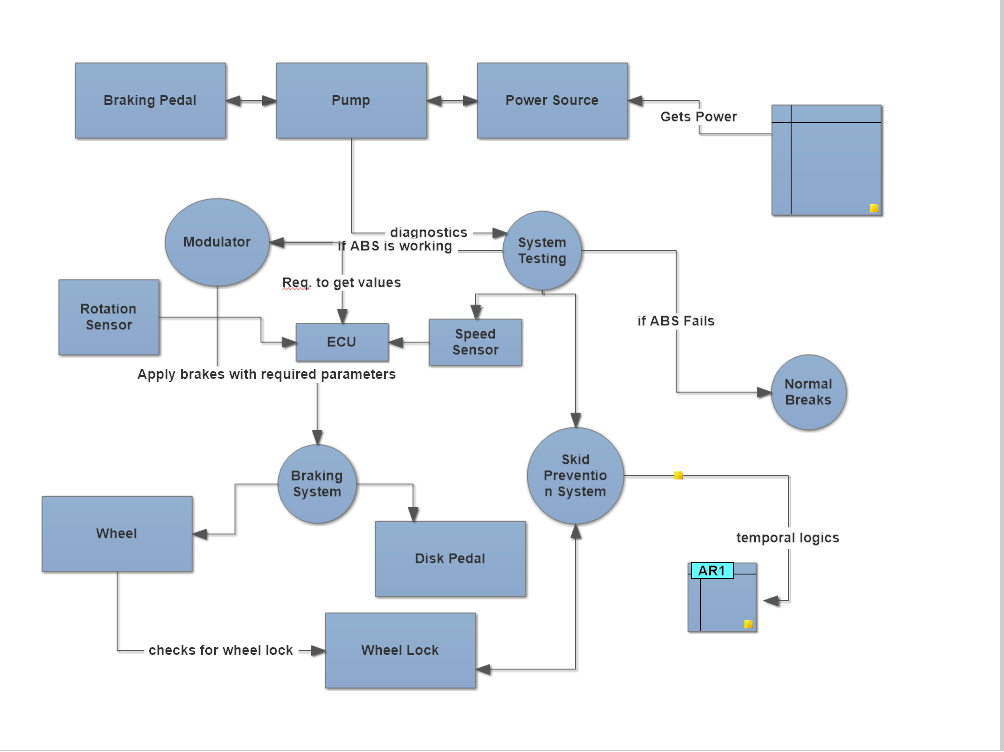 Braking Pedal
Pump
Power Source
Gets Power
diagnostics
if ABS is working
Modulator
System
Testing
Req. to get values
Rotation
Sensor
ECU
Speed
Sensor
if ABS Fails
Apply brakes with required parameters
Normal
Breaks
Braking
System
Skid
Preventio
n System
Wheel
Disk Pedal
temporal logics
AR1
checks for wheel lock
Wheel Lock